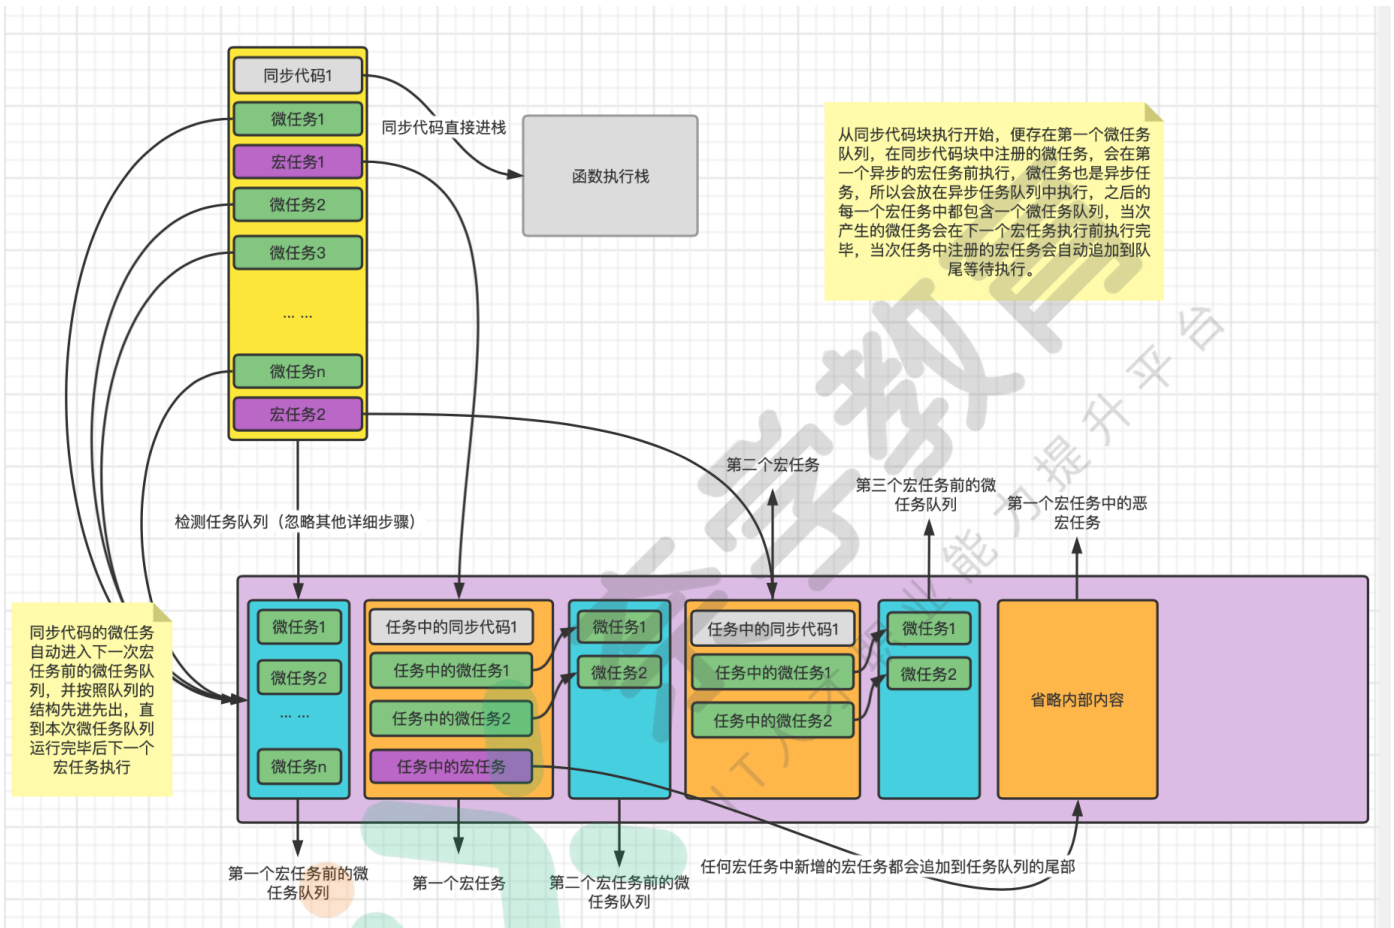 同步代码1
微任务1
宏任务1
微任务2
微任务3
... ...
微任务n
宏任务2
同步代码直接进栈
函数执行栈
从同步代码块执行开始，便存在第一个微任务
队列，在同步代码块中注册的微任务，会在第
一个异步的宏任务前执行，微任务也是异步任
务，所以会放在异步任务队列中执行，之后的
每一个宏任务中都包含一个微任务队列，当次
产生的微任务会在下一个宏任务执行前执行完
毕，当次任务中注册的宏任务会自动追加到队
尾等待执行。
检测任务队列（忽略其他详细步骤）
第二个宏任务
第三个宏任务前的微
任务队列
第一个宏任务中的恶
宏任务
同步代码的微任务
自动进入下一次宏
任务前的微任务队
列，并按照队列的
结构先进先出，直
到本次微任务队列
运行完毕后下一个
宏任务执行
微任务1
微任务2
... ...
微任务n
任务中的同步代码1
任务中的微任务1
任务中的微任务2
任务中的宏任务
微任务1
微任务2
任务中的同步代码1
任务中的微任务1
任务中的微任务2
微任务1
微任务2
省略内部内容
第一个宏任务前的微
任务队列
第一个宏任务
第二个宏任务前的微
任务队列
任何宏任务中新增的宏任务都会追加到任务队列的尾部
奈学教育
IT人才职业能力提升平台